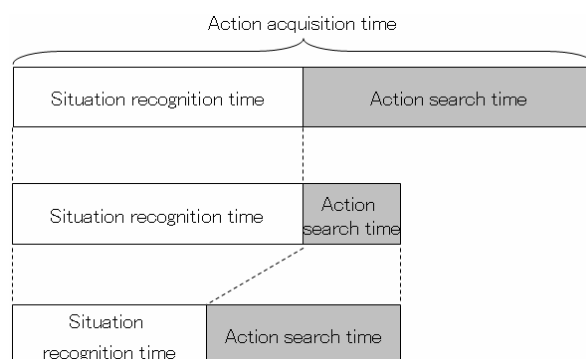 Action acquisition time
Situation recognition time
Action search time
Situation recognition time
Action
search time
Situation
recognition time
Action search time